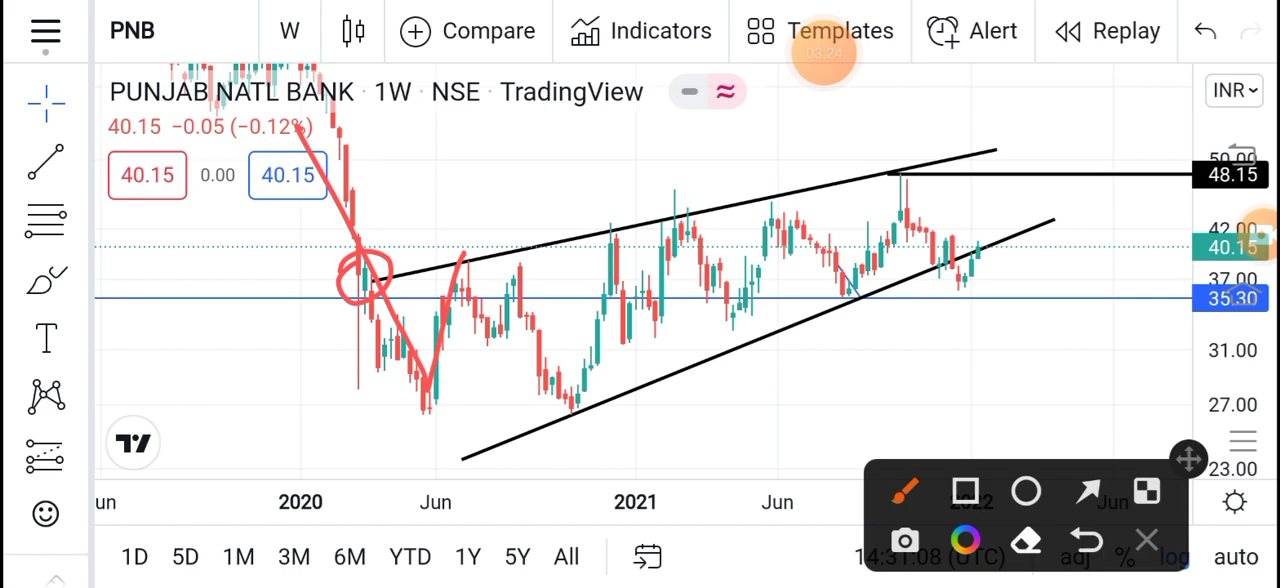 PNB W Compare Indicators Templates Alert Replay
03:24
PUNJAB NATL BANK · 1W · NSE · TradingView
INR
40.15 −0.05 (−0.12%)
40.15 0.00 40.15
50.00
48.15
42.00
40.15
37.00
35.30
31.00
27.00
23.00
un 2020 Jun 2021 Jun 2022 Jun
1D 5D 1M 3M 6M YTD 1Y 5Y All 14:31:08 (UTC) adj % log auto